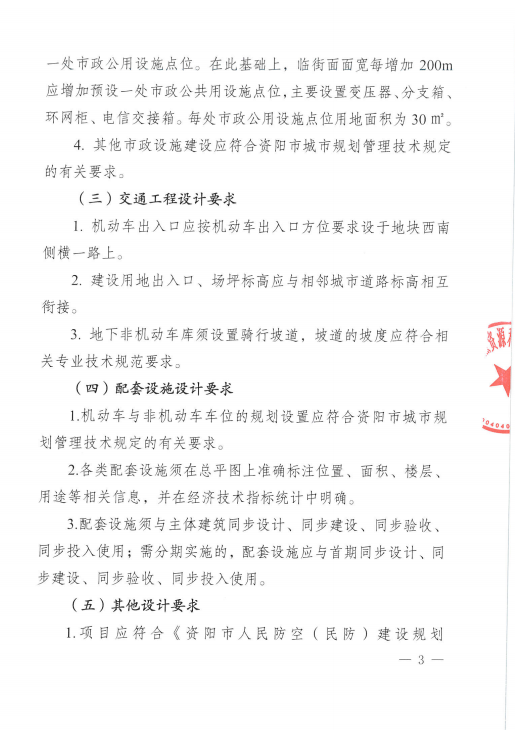 一处市政公用设施点位。在此基础上，临街面面宽每增加 200m
应增加预设一处市政公共用设施点位，主要设置变压器、分支箱、
环网柜、电信交接箱。每处市政公用设施点位用地面积为 30 ㎡。
4. 其他市政设施建设应符合资阳市城市规划管理技术规定
的有关要求。
（三）交通工程设计要求
1. 机动车出入口应按机动车出入口方位要求设于地块西南
侧横一路上。
2. 建设用地出入口、场坪标高应与相邻城市道路标高相互
衔接。
3. 地下非机动车库须设置骑行坡道，坡道的坡度应符合相
关专业技术规范要求。
（四）配套设施设计要求
1.机动车与非机动车车位的规划设置应符合资阳市城市规
划管理技术规定的有关要求。
2.各类配套设施须在总平图上准确标注位置、面积、楼层、
用途等相关信息，并在经济技术指标统计中明确。
3.配套设施须与主体建筑同步设计、同步建设、同步验收、
同步投入使用；需分期实施的，配套设施应与首期同步设计、同
步建设、同步验收、同步投入使用。
（五）其他设计要求
1.项目应符合《资阳市人民防空（民防）建设规划
— 3 —
资源